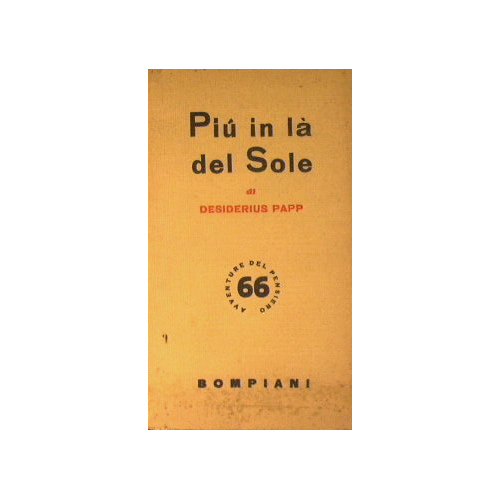 Piú in là
del Sole
di
DESIDERIUS PAPP
AVVENTURE DEL PENSIERO
66
BOMPIANI